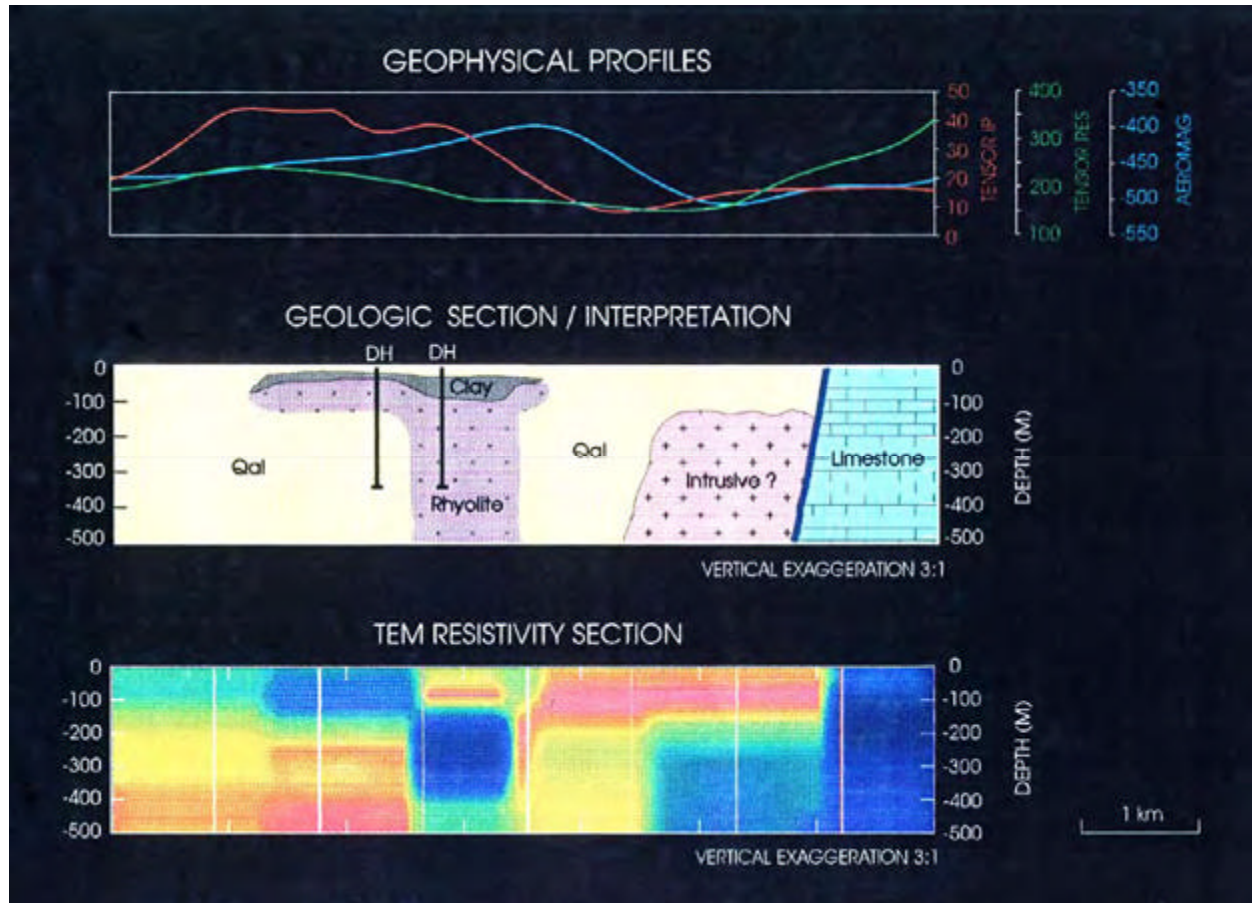 GEOPHYSICAL PROFILES
50
40
30
20
10
0
TENSOR IP
400
300
200
100
TENSOR RES
-350
-400
-450
-500
-550
AEROMAG
GEOLOGIC SECTION / INTERPRETATION
DH DH
0
-100
-200
-300
-400
-500
Clay
Qal
Rhyolite
Qal
Intrusive ?
Limestone
0
-100
-200
-300
-400
-500
DEPTH (M)
VERTICAL EXAGGERATION 3:1
TEM RESISTIVITY SECTION
0
-100
-200
-300
-400
-500
0
-100
-200
-300
-400
-500
DEPTH (M)
1 km
VERTICAL EXAGGERATION 3:1